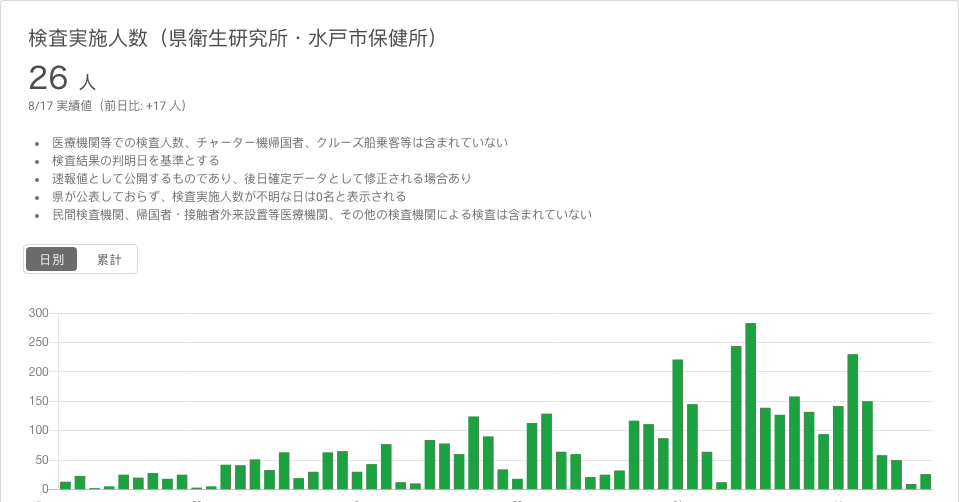 検査実施人数（県衛生研究所・水戸市保健所）
26 人
8/17 実績値（前日比: +17 人）
医療機関等での検査人数、チャーター機帰国者、クルーズ船乗客等は含まれていない
検査結果の判明日を基準とする
速報値として公開するものであり、後日確定データとして修正される場合あり
県が公表しておらず、検査実施人数が不明な日は0名と表示される
民間検査機関、帰国者・接触者外来設置等医療機関、その他の検査機関による検査は含まれていない
日別 累計
300
250
200
150
100
50
0